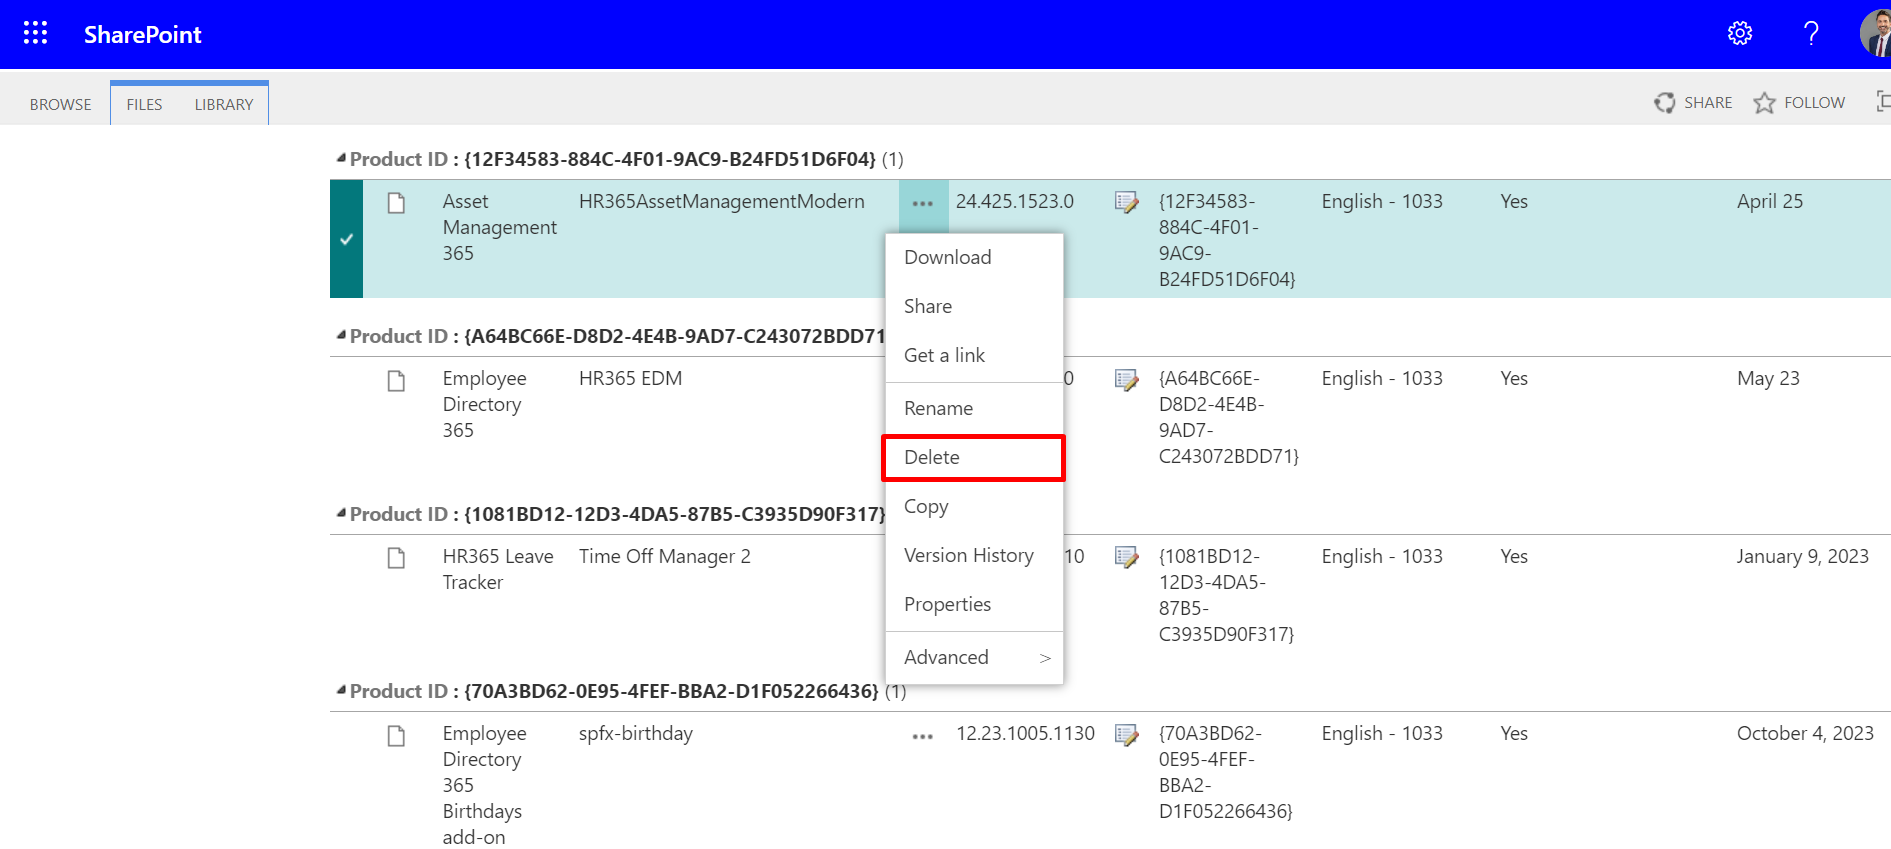 SharePoint
BROWSE FILES LIBRARY SHARE FOLLOW
Product ID : {12F34583-884C-4F01-9AC9-B24FD51D6F04} (1)
Asset HR365AssetManagementModern ... 24.425.1523.0 {12F34583- English - 1033 Yes April 25
Management 884C-4F01-
365 9AC9-
B24FD51D6F04}
Download
Share
Get a link
Rename
Delete
Copy
Version History
Properties
Advanced >
Product ID : {A64BC66E-D8D2-4E4B-9AD7-C243072BDD71
Employee HR365 EDM 0 {A64BC66E- English - 1033 Yes May 23
Directory D8D2-4E4B-
365 9AD7-
C243072BDD71}
Product ID : {1081BD12-12D3-4DA5-87B5-C3935D90F317}
HR365 Leave Time Off Manager 2 10 {1081BD12- English - 1033 Yes January 9, 2023
Tracker 12D3-4DA5-
87B5-
C3935D90F317}
Product ID : {70A3BD62-0E95-4FEF-BBA2-D1F052266436} (1)
Employee spfx-birthday ... 12.23.1005.1130 {70A3BD62- English - 1033 Yes October 4, 2023
Directory 0E95-4FEF-
365 BBA2-
Birthdays D1F052266436}
add-on